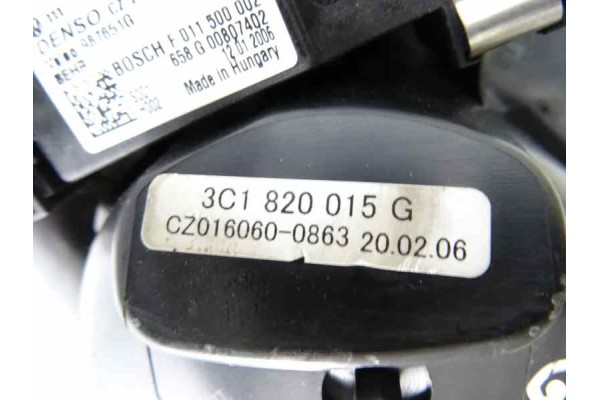 DENSO CZ
BEHR
BOSCH F 011 500 002
658 G 00807402
12.01.2006
Made in Hungary
3C1 820 015 G
CZ016060-0863 20.02.06